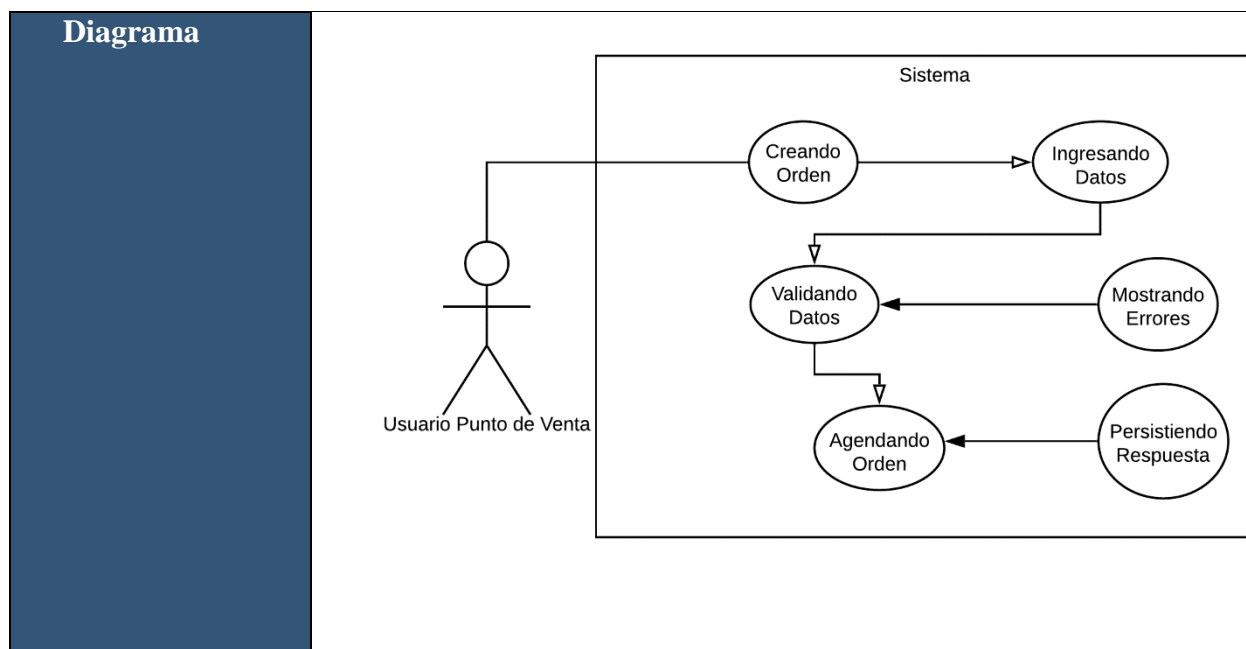 Diagrama
Sistema
Creando
Orden
Ingresando
Datos
Validando
Datos
Mostrando
Errores
Usuario Punto de Venta
Agendando
Orden
Persistiendo
Respuesta